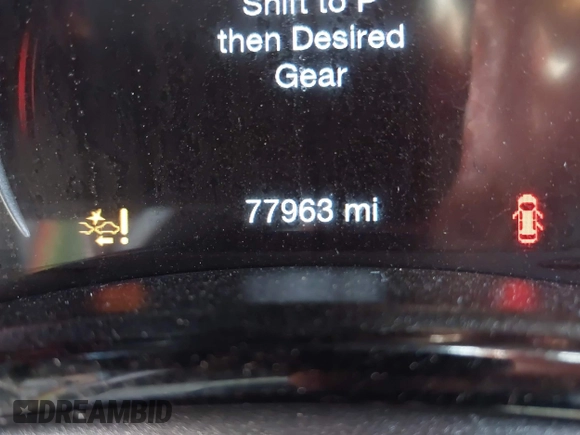 Shift to P
then Desired
Gear
77963 mi
DREAMBID